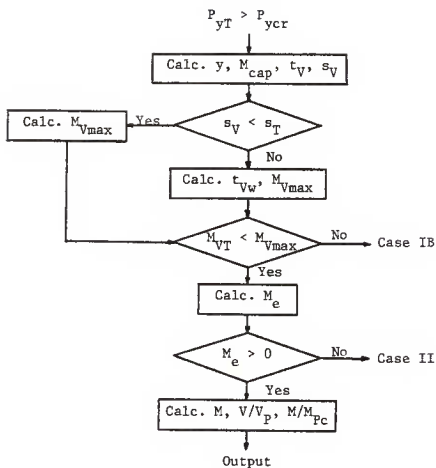 P_yT > P_ycr
Calc. y, M_cap, t_V, s_V
s_V < s_T
Yes
Calc. M_Vmax
No
Calc. t_Vw, M_Vmax
M_VT < M_Vmax
No
Case IB
Yes
Calc. M_e
M_e > 0
No
Case II
Yes
Calc. M, V/V_P, M/M_Pc
Output